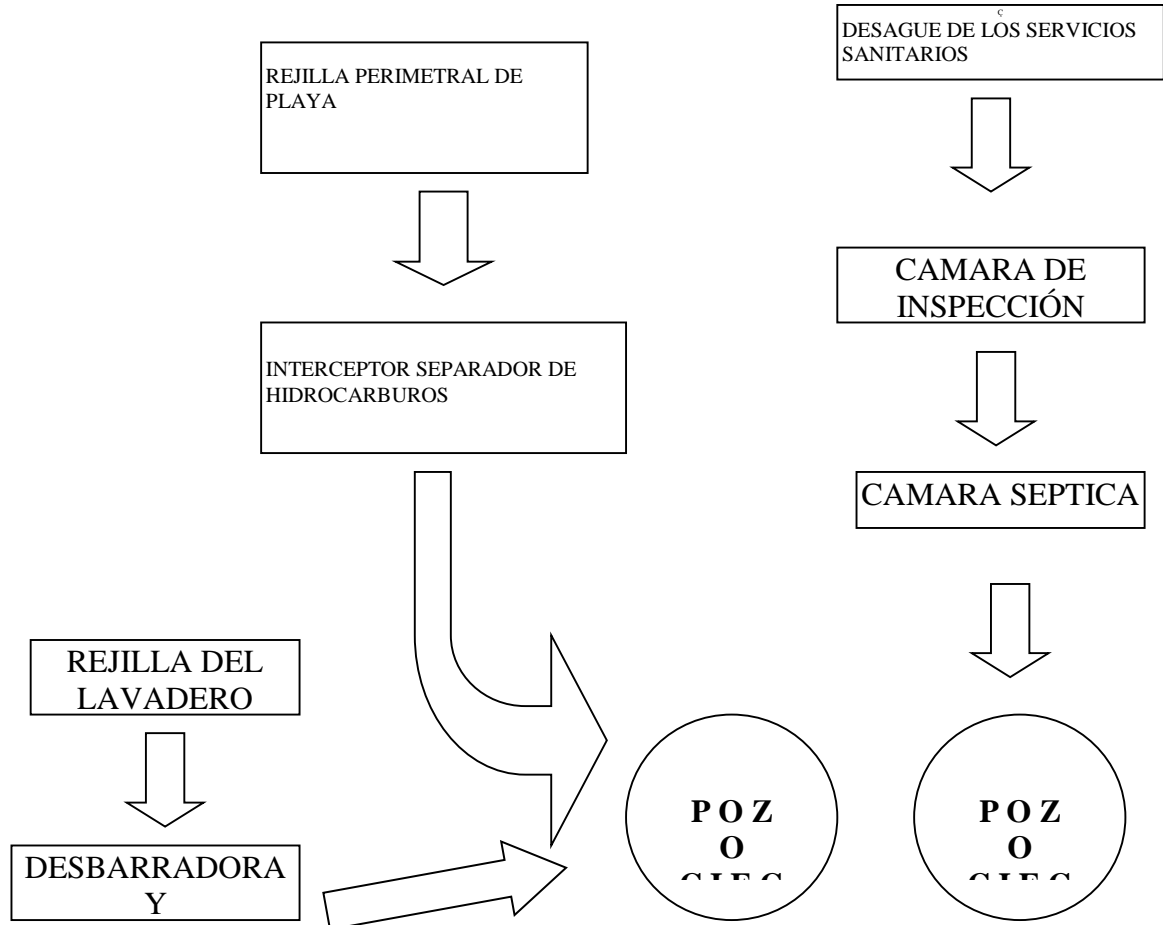 REJILLA PERIMETRAL DE
PLAYA
INTERCEPTOR SEPARADOR DE
HIDROCARBUROS
REJILLA DEL
LAVADERO
DESBARRADORA
Y
P O Z
O
ç
DESAGUE DE LOS SERVICIOS
SANITARIOS
CAMARA DE
INSPECCIÓN
CAMARA SEPTICA
P O Z
O